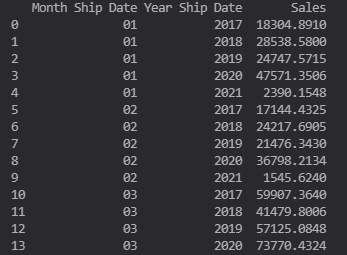 Month Ship Date Year Ship Date Sales
0 01 2017 18304.8910
1 01 2018 28538.5800
2 01 2019 24747.5715
3 01 2020 47571.3506
4 01 2021 2390.1548
5 02 2017 17144.4325
6 02 2018 24217.6905
7 02 2019 21476.3430
8 02 2020 36798.2134
9 02 2021 1545.6240
10 03 2017 59907.3640
11 03 2018 41479.8006
12 03 2019 57125.0848
13 03 2020 73770.4324